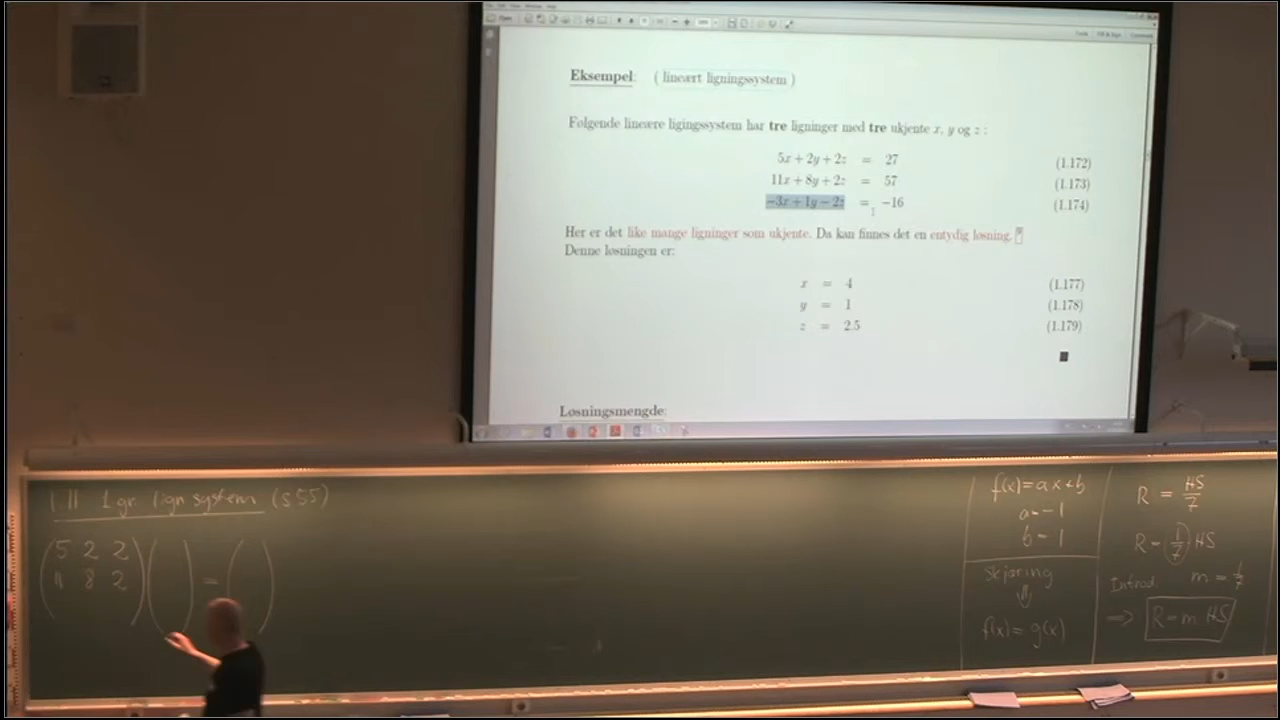 Eksempel: ( lineært ligningssystem )
Følgende lineære ligingssystem har tre ligninger med tre ukjente x, y og z :
5x + 2y + 2z = 27 (1.172)
11x + 8y + 2z = 57 (1.173)
−3x + 1y − 2z = −16 (1.174)
Her er det like mange ligninger som ukjente. Da kan finnes det en entydig løsning.
Denne løsningen er:
x = 4 (1.177)
y = 1 (1.178)
z = 2.5 (1.179)
Løsningsmengde:
1.11 1.gr. lign system (s 55)
5 2 2
11 8 2
=
f(x) = ax + b
a = -1
b = 1
skjæring
⇓
f(x) = g(x)
R = HS/7
R = (1/7) HS
Innfød. m = 1/7
⇒ R = m HS